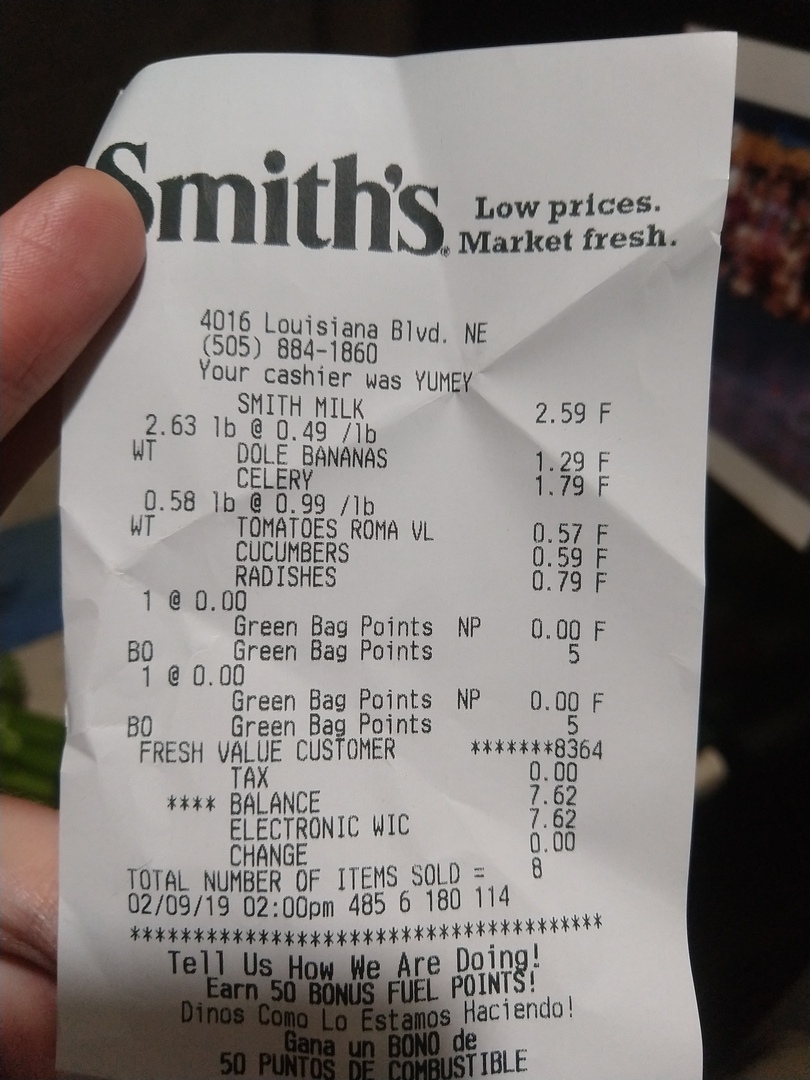 Smith's
Low prices.
Market fresh.
4016 Louisiana Blvd. NE
(505) 884-1860
Your cashier was YUMEY
SMITH MILK 2.59 F
2.63 lb @ 0.49 /lb
WT DOLE BANANAS 1.29 F
CELERY 1.79 F
0.58 lb @ 0.99 /lb
WT TOMATOES ROMA VL 0.57 F
CUCUMBERS 0.59 F
RADISHES 0.79 F
1 @ 0.00
Green Bag Points NP 0.00 F
BO Green Bag Points 5
1 @ 0.00
Green Bag Points NP 0.00 F
BO Green Bag Points 5
FRESH VALUE CUSTOMER *******8364
TAX 0.00
**** BALANCE 7.62
ELECTRONIC WIC 7.62
CHANGE 0.00
TOTAL NUMBER OF ITEMS SOLD = 8
02/09/19 02:00pm 485 6 180 114
************************************
Tell Us How We Are Doing!
Earn 50 BONUS FUEL POINTS!
Dinos Como Lo Estamos Haciendo!
Gana un BONO de
50 PUNTOS DE COMBUSTIBLE